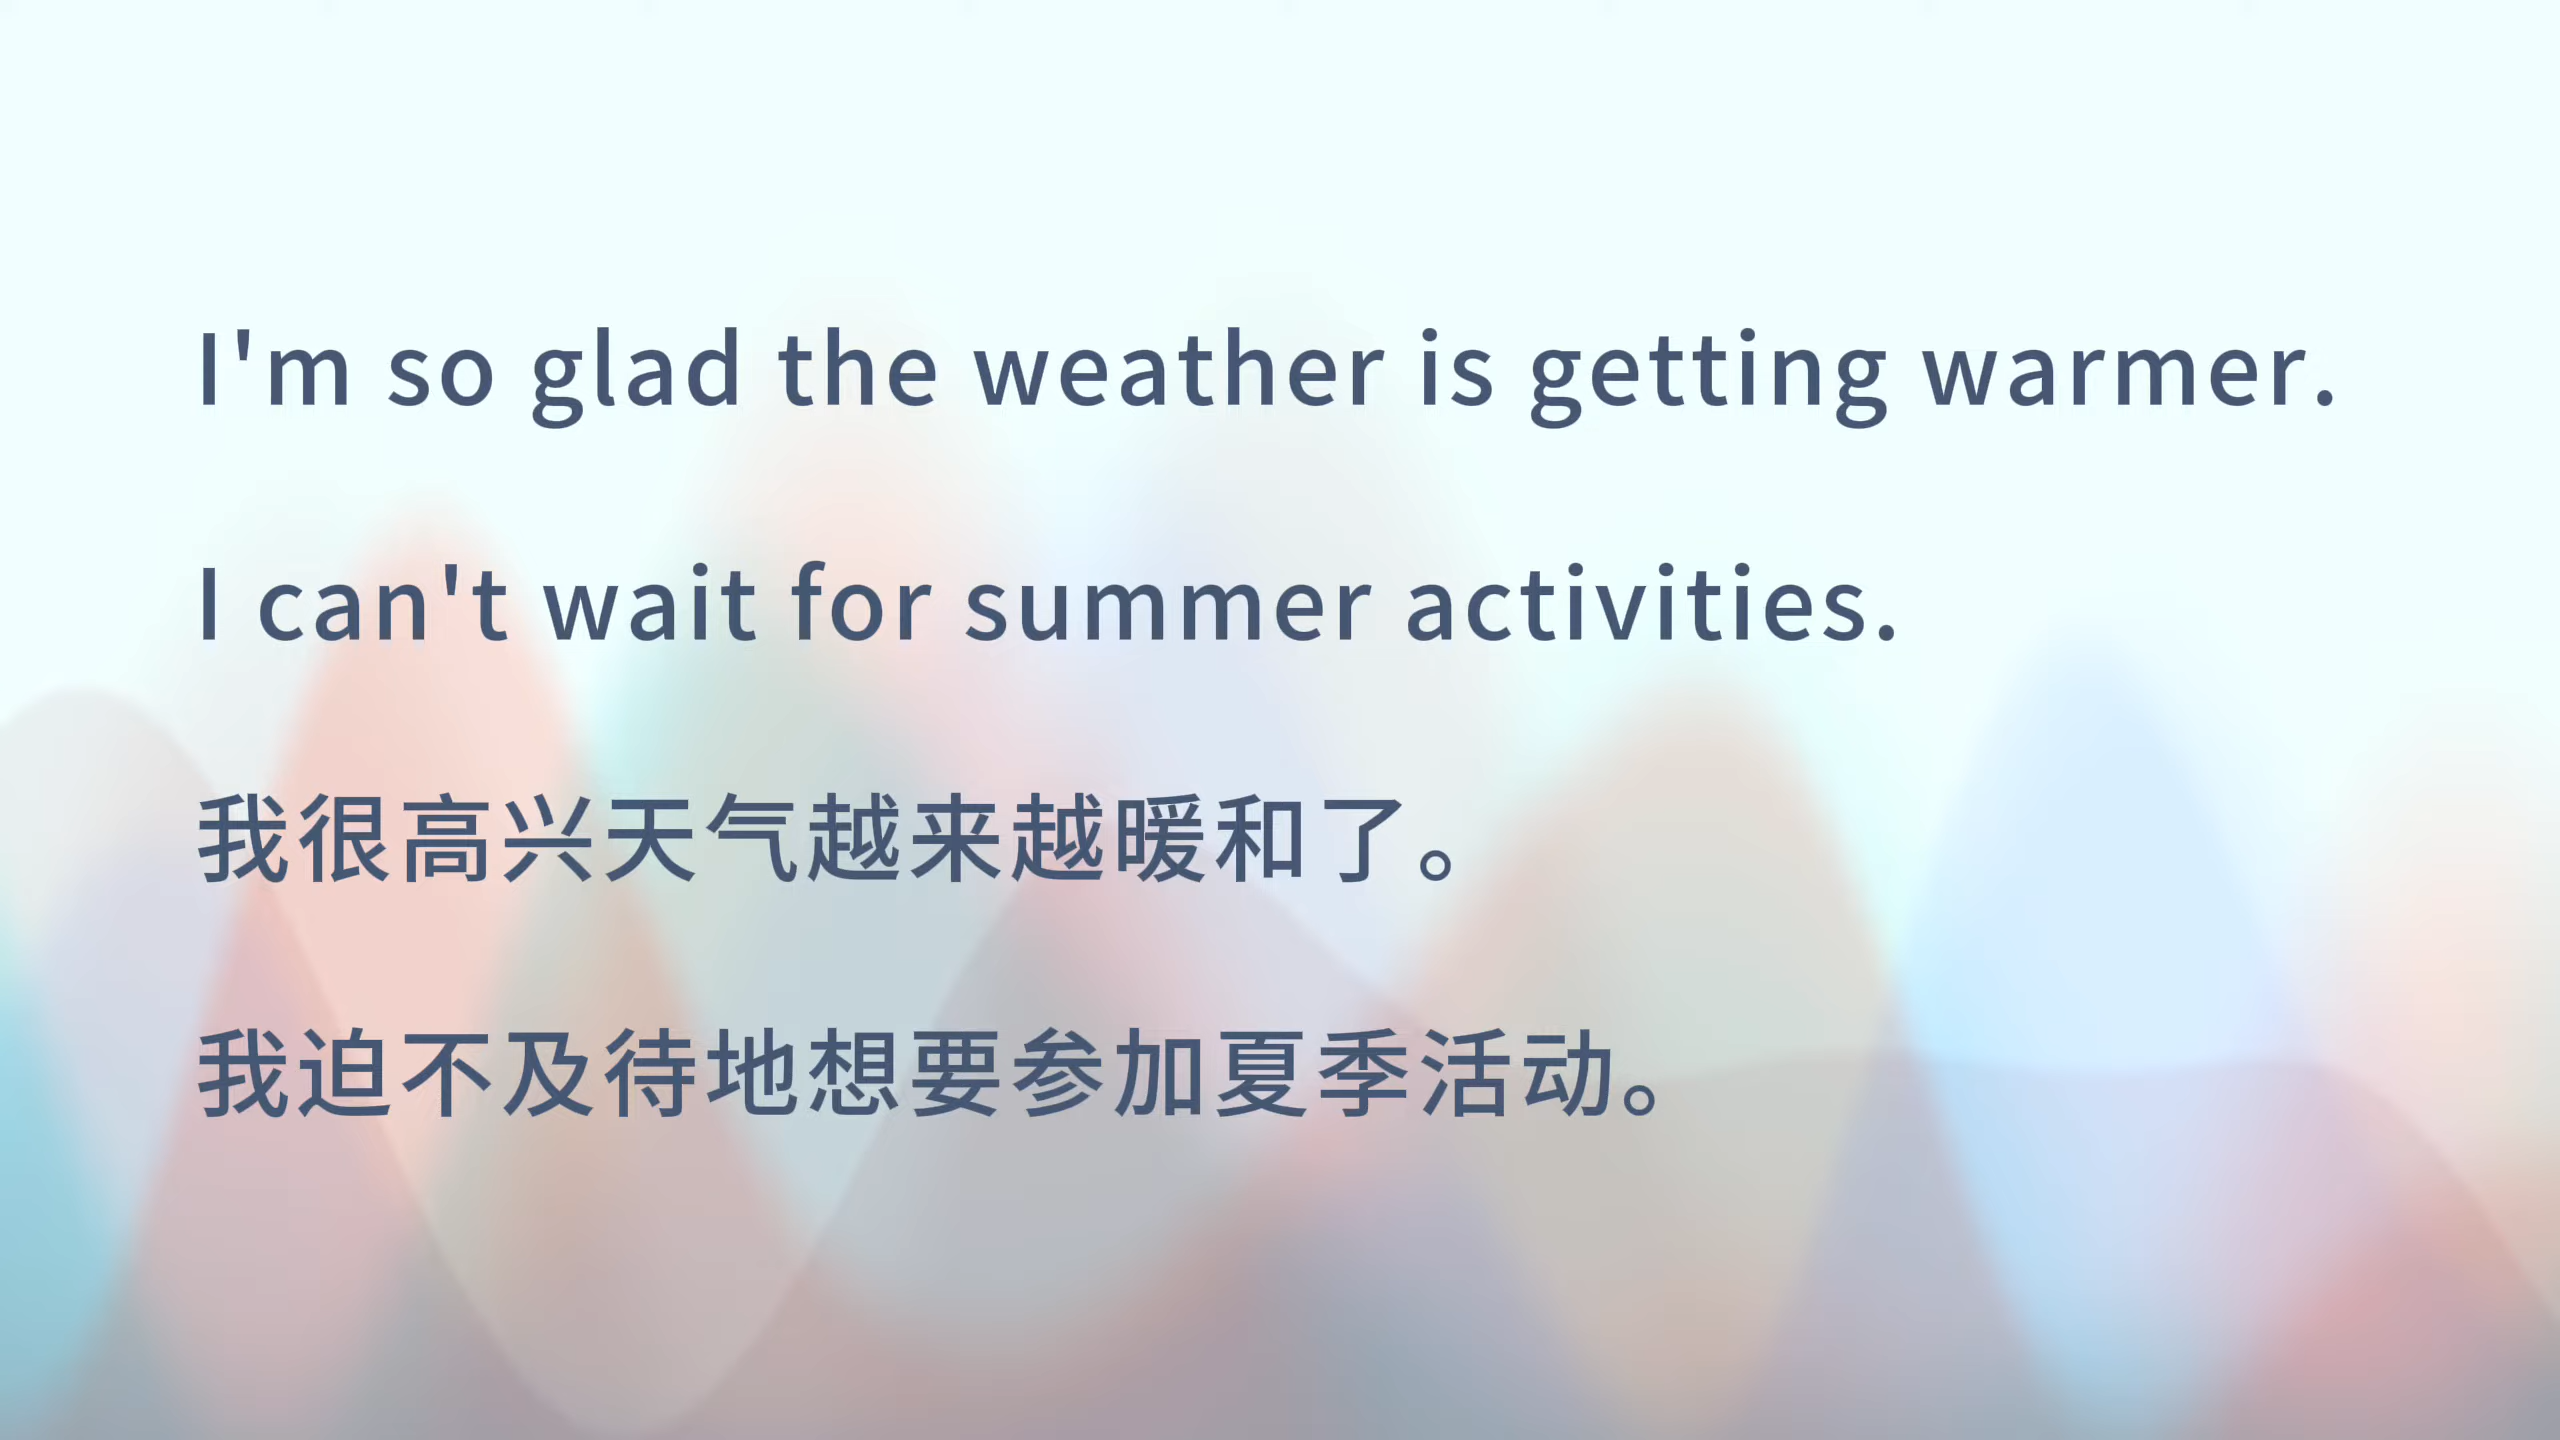 I'm so glad the weather is getting warmer.
I can't wait for summer activities.
我很高兴天气越来越暖和了。
我迫不及待地想要参加夏季活动。